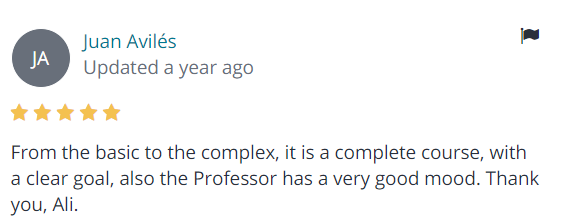 JA
Juan Avilés
Updated a year ago
From the basic to the complex, it is a complete course, with
a clear goal, also the Professor has a very good mood. Thank
you, Ali.